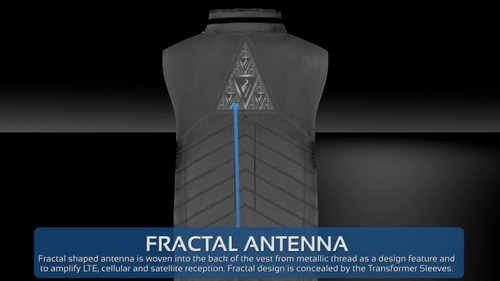 FRACTAL ANTENNA
Fractal shaped antenna is woven into the back of the vest from metallic thread as a design feature and
to amplify LTE, cellular and satellite reception. Fractal design is concealed by the Transformer Sleeves.